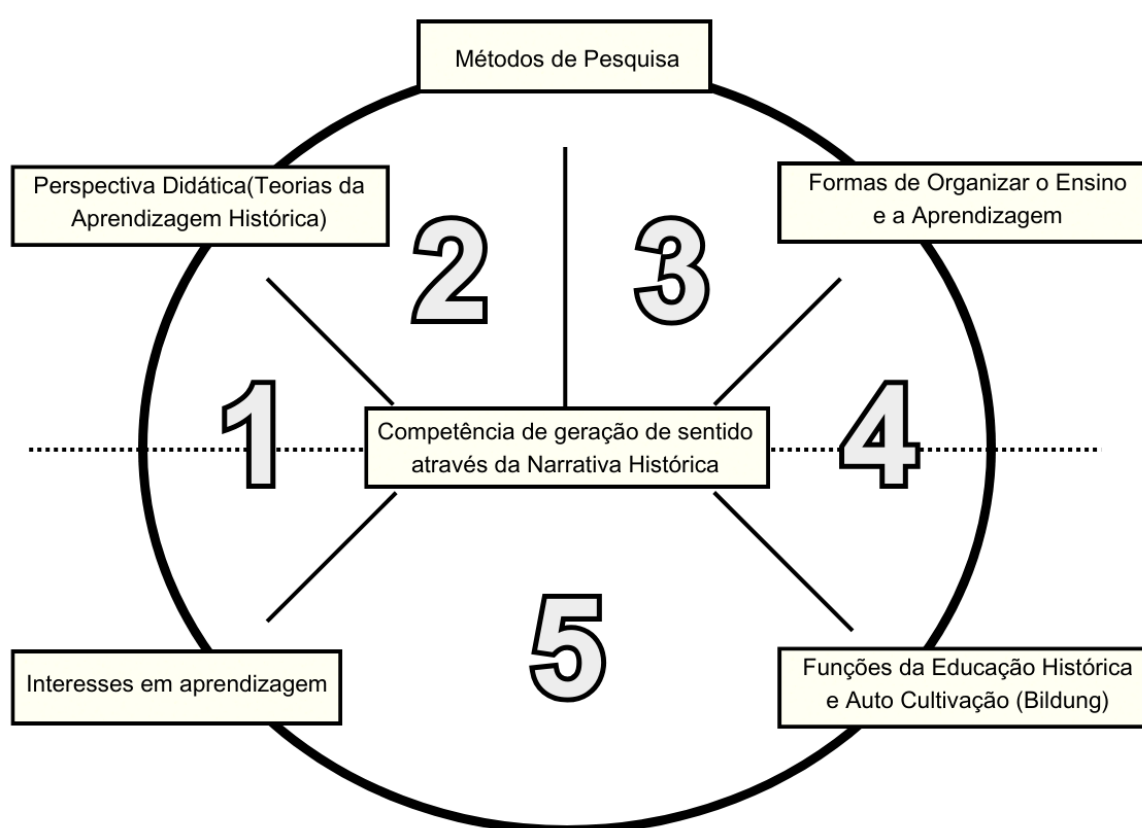 Métodos de Pesquisa
Perspectiva Didática(Teorias da
Aprendizagem Histórica)
Formas de Organizar o Ensino
e a Aprendizagem
2
3
1
4
Competência de geração de sentido
através da Narrativa Histórica
5
Interesses em aprendizagem
Funções da Educação Histórica
e Auto Cultivação (Bildung)